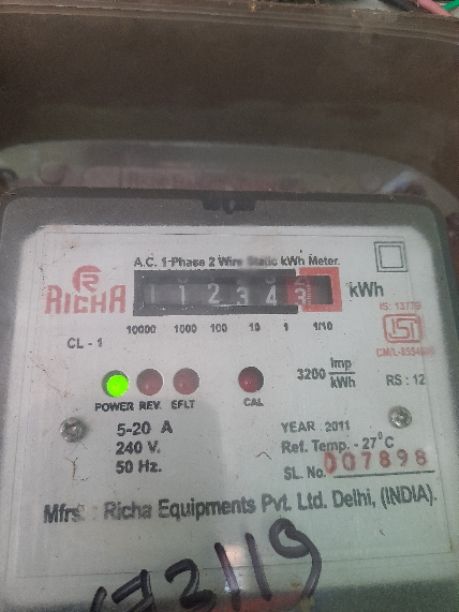 A.C. 1-Phase 2 Wire Static kWh Meter.
R
RICHA
1 1 2 3 4 3
kWh
IS: 13779
10000 1000 100 10 1 1/10
ISI
CL - 1
3200 Imp/kWh
RS : 12
POWER REV. EFLT CAL
5-20 A
240 V.
50 Hz.
YEAR : 2011
Ref. Temp. - 27°C
SL. No. 007898
Mfrs. : Richa Equipments Pvt. Ltd. Delhi, (INDIA).